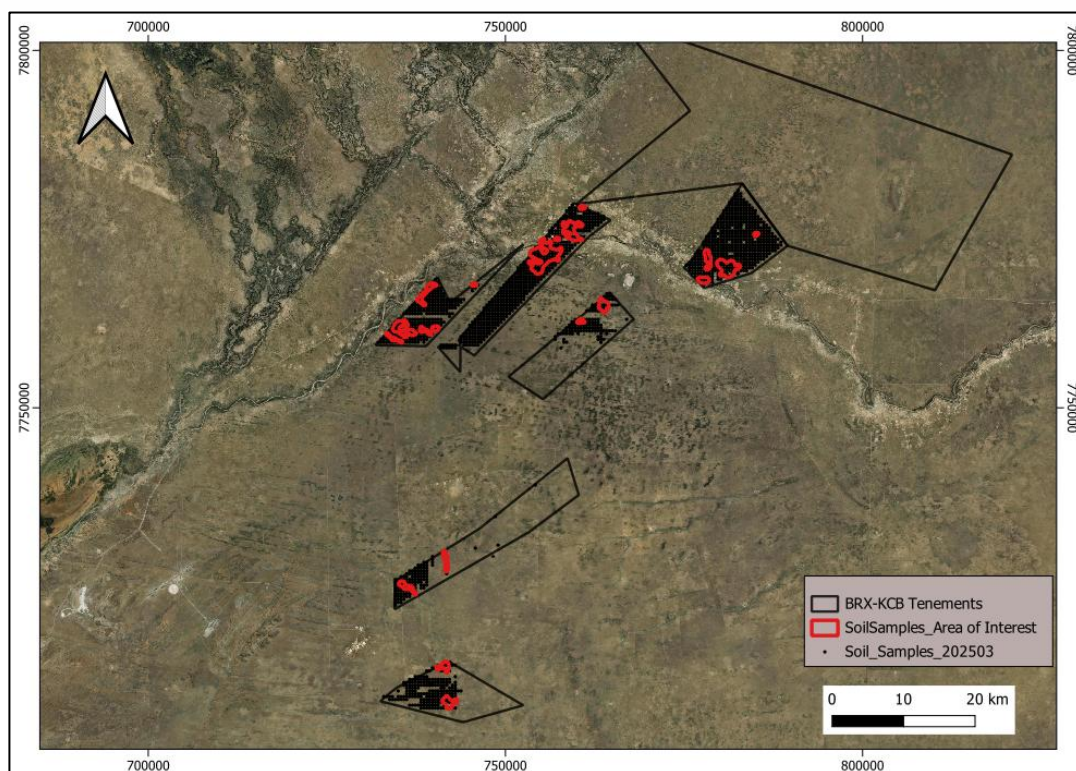 700000 750000 800000
7800000 7800000
7750000 7750000
BRX-KCB Tenements
SoilSamples_Area of Interest
Soil_Samples_202503
0 10 20 km
700000 750000 800000